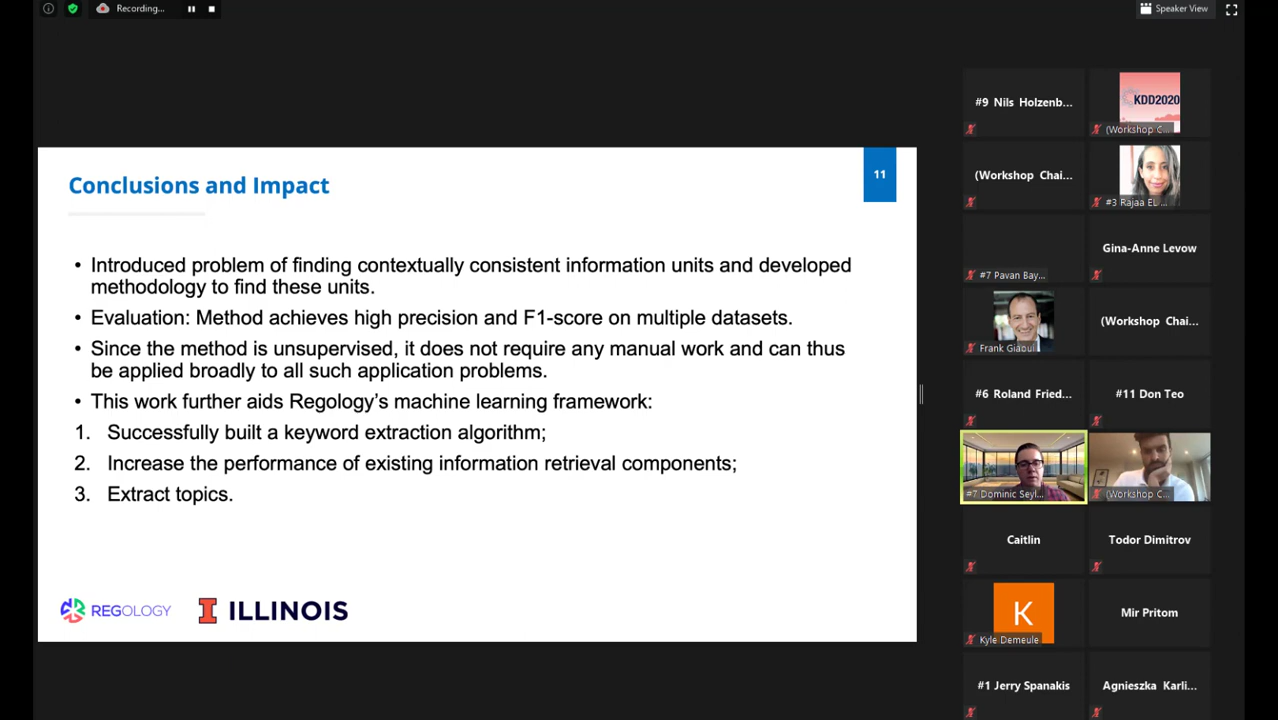 Recording...
Speaker View
Conclusions and Impact
11
• Introduced problem of finding contextually consistent information units and developed
methodology to find these units.
• Evaluation: Method achieves high precision and F1-score on multiple datasets.
• Since the method is unsupervised, it does not require any manual work and can thus
be applied broadly to all such application problems.
• This work further aids Regology's machine learning framework:
1. Successfully built a keyword extraction algorithm;
2. Increase the performance of existing information retrieval components;
3. Extract topics.
REGOLOGY
ILLINOIS
#9 Nils Holzenb...
KDD2020
(Workshop C...
(Workshop Chai...
#3 Rajaa EL ...
#7 Pavan Bay...
Gina-Anne Levow
Frank Giaoui
(Workshop Chai...
#6 Roland Fried...
#11 Don Teo
#7 Dominic Seyl...
(Workshop C...
Caitlin
Todor Dimitrov
K
Kyle Demeule
Mir Pritom
#1 Jerry Spanakis
Agnieszka Karli...